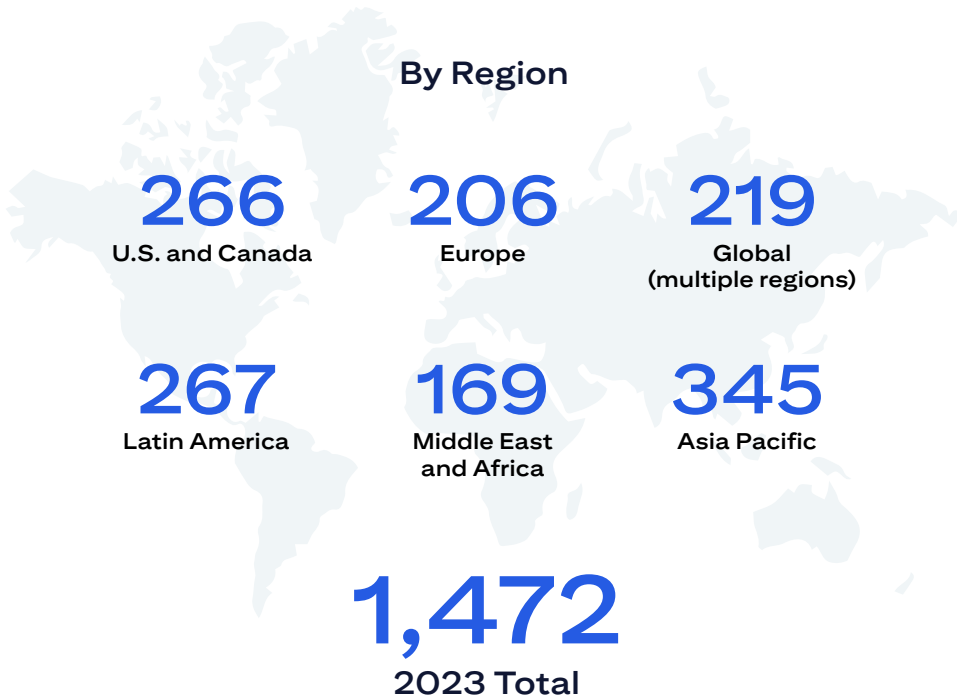 By Region
266
U.S. and Canada
206
Europe
219
Global
(multiple regions)
267
Latin America
169
Middle East
and Africa
345
Asia Pacific
1,472
2023 Total